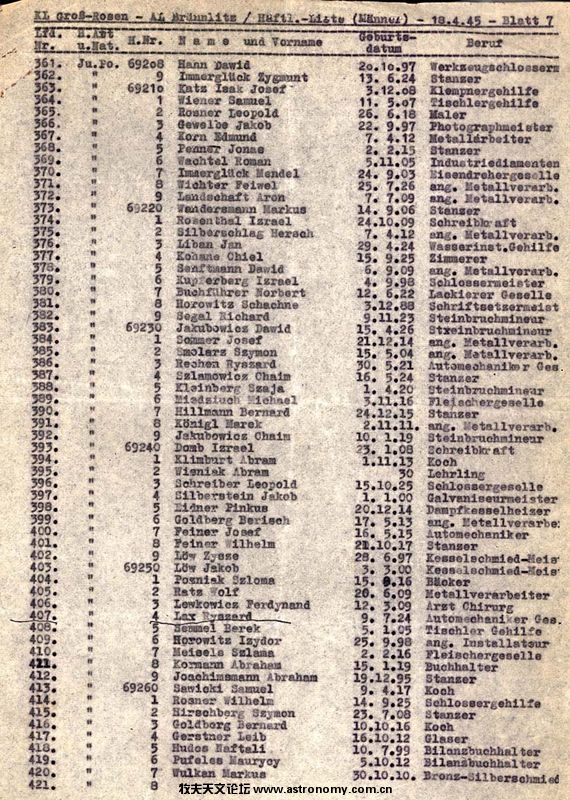 KL Groß-Rosen - AL Brünnlitz / Häftl.-Liste (Männer) - 18.4.45 - Blatt 7
Lfd. H.Art H.Nr. Name und Vorname Geburts- Beruf
Nr. u.Nat. datum
361. Ju.Po. 69208 Hann Dawid 20.10.97 Werkzeugschlosserm
362. " 9 Immerglück Zygmunt 13. 6.24 Stanzer
363. " 69210 Katz Isak Josef 3.12.08 Klempnergehilfe
364. " 1 Wiener Samuel 11. 5.07 Tischlergehilfe
365. " 2 Rosner Leopold 26. 6.18 Maler
366. " 3 Gewelbe Jakob 22. 9.97 Photographmeister
367. " 4 Korn Edmund 7. 4.12 Metallarbeiter
368. " 5 Penner Jonas 2. 2.15 Stanzer
369. " 6 Wachtel Roman 5.11.05 Industriediamanten
370. " 7 Immerglück Mendel 24. 9.03 Eisendrehergeselle
371. " 8 Wichter Feiwel 25. 7.26 ang. Metallverarb.
372. " 9 Landschaft Aron 7. 7.09 ang. Metallverarb.
373. " 69220 Wandersmann Markus 14. 9.06 Stanzer
374. " 1 Rosenthal Izrael 24.10.09 Schreibkraft
375. " 2 Silberschlag Hersch 7. 4.12 ang. Metallverarb.
376. " 3 Liban Jan 29. 4.24 Wasserinst.Gehilfe
377. " 4 Kohane Chiel 15. 9.25 Zimmerer
378. " 5 Senftmann Dawid 6. 9.09 ang. Metallverarb.
379. " 6 Kupferberg Izrael 4. 9.98 Schlossermeister
380. " 7 Buchführer Norbert 12. 6.22 Lackierer Geselle
381. " 8 Horowitz Schachne 3.12.88 Schriftsetzermeist
382. " 9 Segal Richard 9.11.23 Steinbruchmineur
383. " 69230 Jakubowicz Dawid 15. 4.26 Stxeinbruchmineur
384. " 1 Sommer Josef 21.12.14 ang. Metallverarb.
385. " 2 Smolarz Szymon 15. 5.04 ang. Metallverarb.
386. " 3 Rechen Ryszard 30. 5.21 Automechaniker Ges.
387. " 4 Szlamowicz Chaim 16. 5.24 Stanzer
388. " 5 Kleinberg Szaja 1. 4.20 Steinbruchmineur
389. " 6 Miedziuch Michael 3.11.16 Fleischergeselle
390. " 7 Hillmann Bernard 24.12.15 Stanzer
391. " 8 Königl Marek 2.11.11. ang. Metallverarb.
392. " 9 Jakubowicz Chaim 10. 1.19 Steinbruchmineur
393. " 69240 Domb Izrael 23. 1.08 Schreibkraft
394. " 1 Klimburt Abram 1.11.13 Koch
395. " 2 Wisniak Abram 30 Lehrling
396. " 3 Schreiber Leopold 15.10.25 Schlossergeselle
397. " 4 Silberstein Jakob 1. 1.00 Galvaniseurmeister
398. " 5 Eidner Pinkus 20.12.14 Dampfkesselheizer
399. " 6 Goldberg Berisch 17. 5.13 ang. Metallverarbe:
400. " 7 Feiner Josef 16. 5.15 Automechaniker
401. " 8 Feiner Wilhelm 21.10.17 Stanzer
402. " 9 Löw Zysze 28. 6.97 Kesselschmied-Meis
403. " 69250 Löw Jakob 3. 3.00 Kesselschmied-Meis
404. " 1 Posniak Szloma 15. .16 Bäcker
405. " 2 Ratz Wolf 20. 6.09 Metallverarbeiter
406. " 3 Lewkowicz Ferdynand 12. 3.09 Arzt Chirurg
407. " 4 Lax Ryszard 9. 7.24 Automechaniker Ges.
408. " 5 Semmel Berek 5. 1.05 Tischler Gehilfe
409. " 6 Horowitz Izydor 25. 9.98 ang. Installateur
410. " 7 Meisels Szlama 2. 2.16 Fleischergeselle
421. " 8 Kormann Abraham 15. 1.19 Buchhalter
412. " 9 Joachimsmann Abraham 19.12.95 Stanzer
413. " 69260 Sawicki Samuel 9. 4.17 Koch
414. " 1 Rosner Wilhelm 14. 9.25 Schlossergehilfe
415. " 2 Hirschberg Szymon 23. 7.08 Stanzer
416. " 3 Goldberg Bernard 10.10.16 Koch
417. " 4 Gerstner Leib 16.10.12 Glaser
418. " 5 Hudes Naftali 10. 7.99 Bilanzbuchhalter
419. " 6 Pufeles Maurycy 5.10.12 Bilanzbuchhalter
420. " 7 Wulkan Markus 30.10.10. Bronz-Silberschmied
421. " 8
牧夫天文论坛 www.astronomy.com.cn